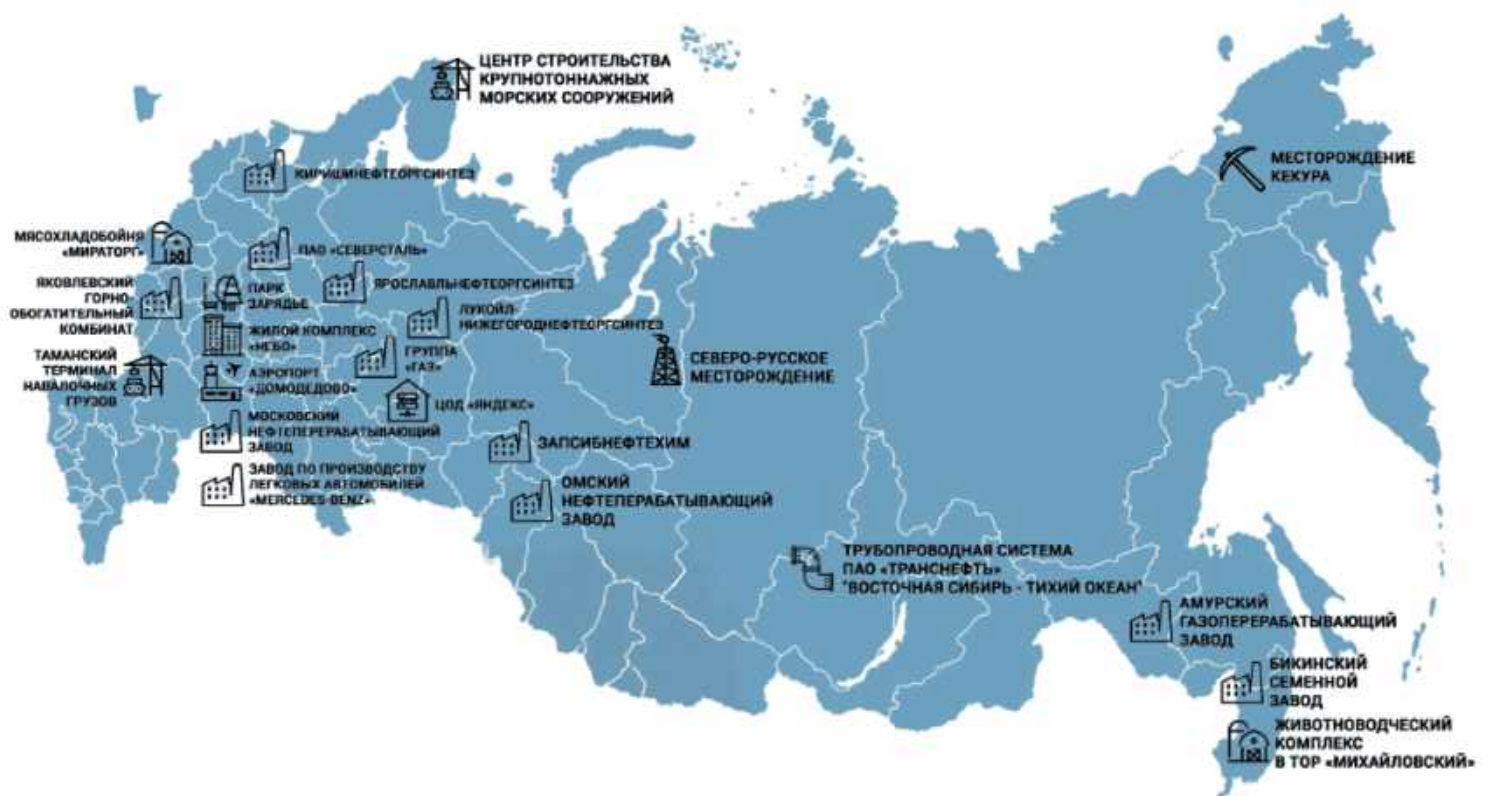 ЦЕНТР СТРОИТЕЛЬСТВА
КРУПНОТОННАЖНЫХ
МОРСКИХ СООРУЖЕНИЙ
МЕСТОРОЖДЕНИЕ
КЕКУРА
КИРИШИНЕФТЕОРГСИНТЕЗ
МЯСОХЛАДОБОЙНЯ
«МИРАТОРГ»
ПАО «СЕВЕРСТАЛЬ»
ЯКОВЛЕВСКИЙ
ГОРНО-
ОБОГАТИТЕЛЬНЫЙ
КОМБИНАТ
ПАРК
ЗАРЯДЬЕ
ЯРОСЛАВЛЬНЕФТЕОРГСИНТЕЗ
ЛУКОЙЛ-
НИЖЕГОРОДНЕФТЕОРГСИНТЕЗ
ЖИЛОЙ КОМПЛЕКС
«НЕБО»
ГРУППА
«ГАЗ»
СЕВЕРО-РУССКОЕ
МЕСТОРОЖДЕНИЕ
ТАМАНСКИЙ
ТЕРМИНАЛ
НАВАЛОЧНЫХ
ГРУЗОВ
АЭРОПОРТ
«ДОМОДЕДОВО»
ЦОД «ЯНДЕКС»
МОСКОВСКИЙ
НЕФТЕПЕРЕРАБАТЫВАЮЩИЙ
ЗАВОД
ЗАПСИБНЕФТЕХИМ
ЗАВОД ПО ПРОИЗВОДСТВУ
ЛЕГКОВЫХ АВТОМОБИЛЕЙ
«MERCEDES-BENZ»
ОМСКИЙ
НЕФТЕПЕРАБАТЫВАЮЩИЙ
ЗАВОД
ТРУБОПРОВОДНАЯ СИСТЕМА
ПАО «ТРАНСНЕФТЬ»
"ВОСТОЧНАЯ СИБИРЬ - ТИХИЙ ОКЕАН"
АМУРСКИЙ
ГАЗОПЕРЕРАБАТЫВАЮЩИЙ
ЗАВОД
БИКИНСКИЙ
СЕМЕННОЙ
ЗАВОД
ЖИВОТНОВОДЧЕСКИЙ
КОМПЛЕКС
В ТОР «МИХАЙЛОВСКИЙ»